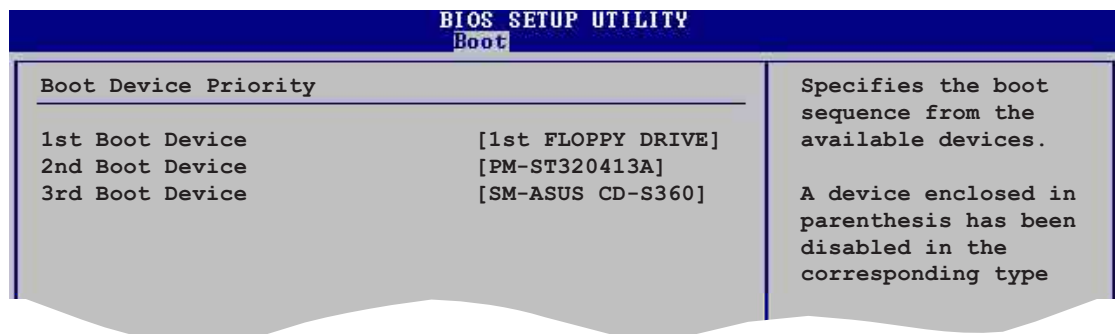 BIOS SETUP UTILITY
Boot
Boot Device Priority
1st Boot Device [1st FLOPPY DRIVE]
2nd Boot Device [PM-ST320413A]
3rd Boot Device [SM-ASUS CD-S360]
Specifies the boot
sequence from the
available devices.
A device enclosed in
parenthesis has been
disabled in the
corresponding type